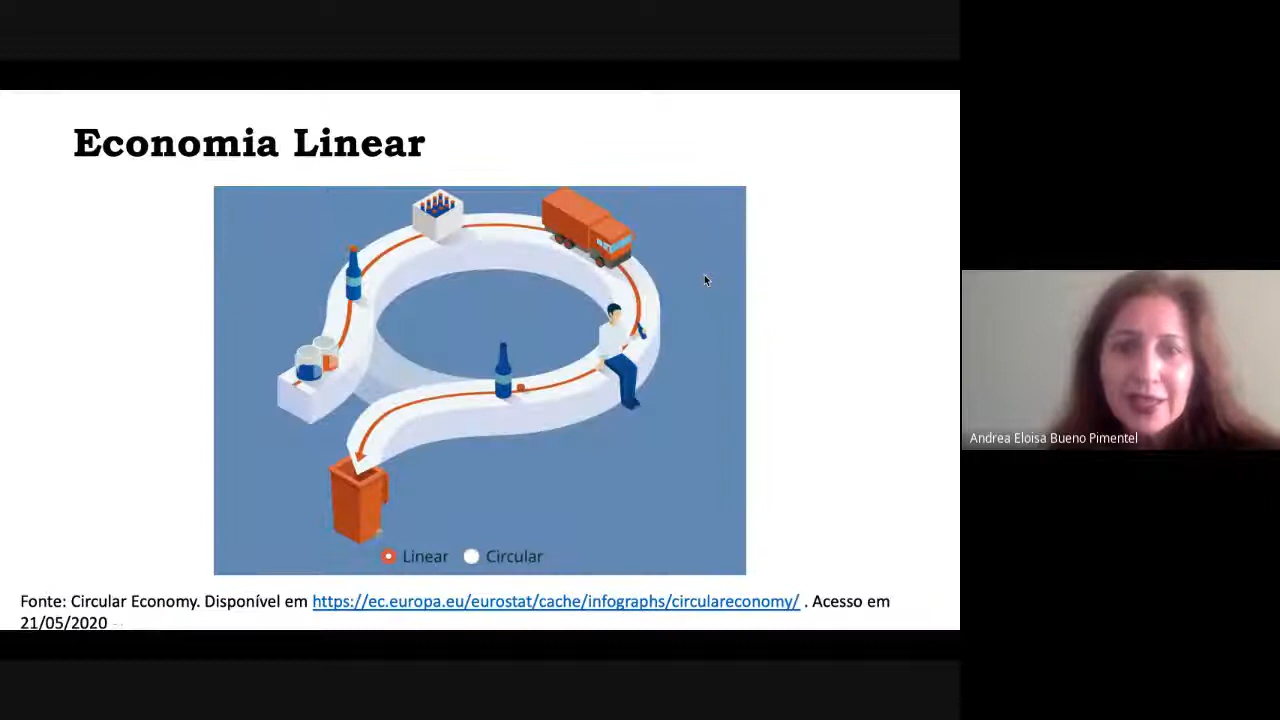 Economia Linear
Linear Circular
Fonte: Circular Economy. Disponível em https://ec.europa.eu/eurostat/cache/infographs/circulareconomy/ . Acesso em
21/05/2020
Andrea Eloisa Bueno Pimentel